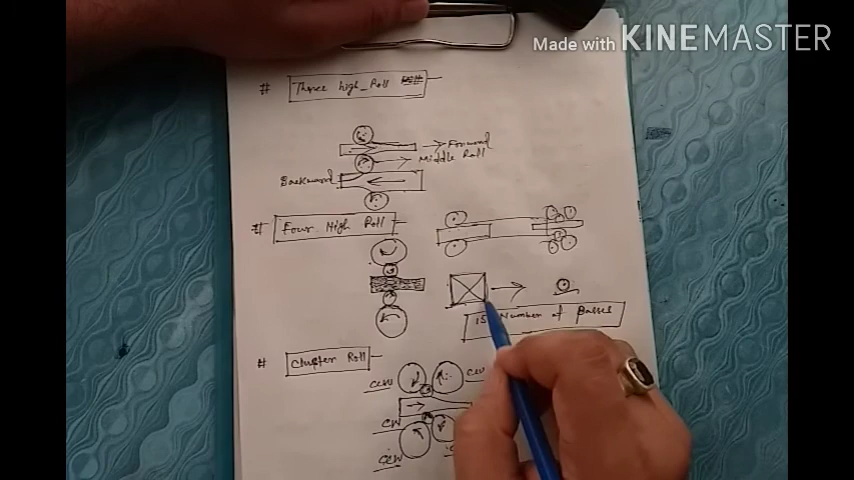 Made with KINEMASTER
# Three high-Roll
Forward
Middle Roll
Backward
# Four High Roll
15 Number of Passes
# Cluster Roll
CCW CW
CW
CCW